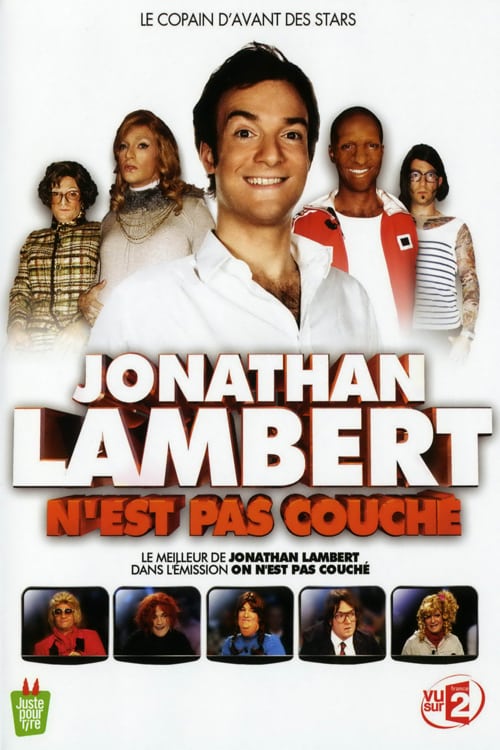 LE COPAIN D'AVANT DES STARS
JONATHAN
LAMBERT
N'EST PAS COUCHÉ
LE MEILLEUR DE JONATHAN LAMBERT
DANS L'ÉMISSION ON N'EST PAS COUCHÉ
Juste
pour
rire
VU
SUR
france
2